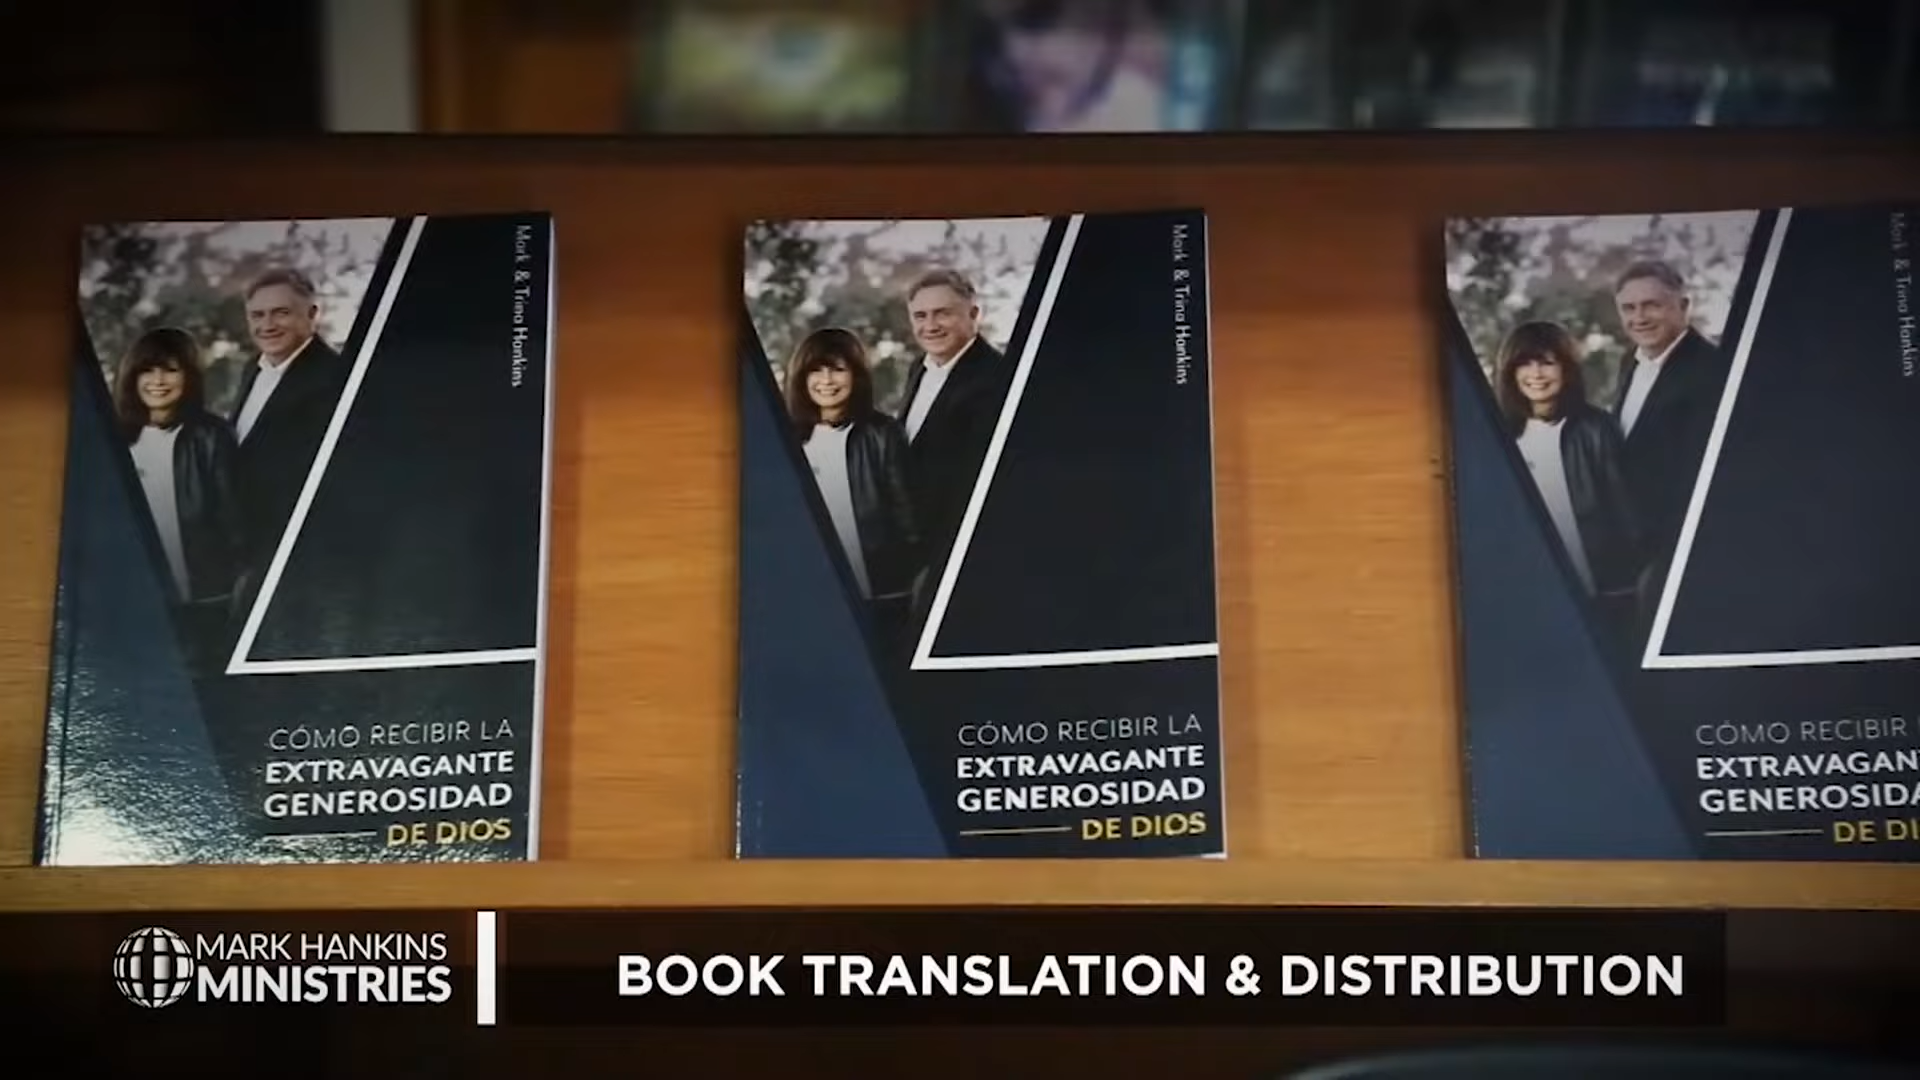 Mark & Trina Hankins
CÓMO RECIBIR LA
EXTRAVAGANTE
GENEROSIDAD
DE DIOS
Mark & Trina Hankins
CÓMO RECIBIR LA
EXTRAVAGANTE
GENEROSIDAD
DE DIOS
Mark & Trina Hankins
CÓMO RECIBIR
EXTRAVAGAN
GENEROSIDA
DE DI
MARK HANKINS
MINISTRIES
BOOK TRANSLATION & DISTRIBUTION